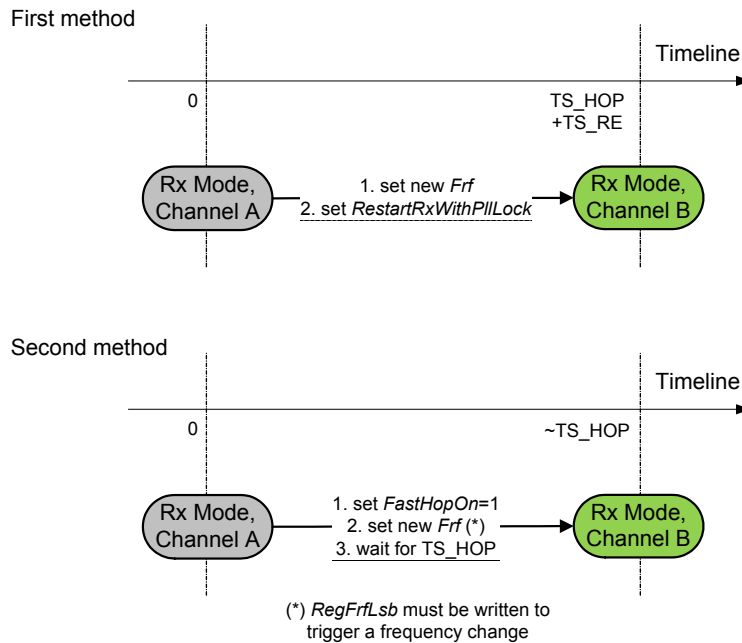 First method
Timeline
0
TS_HOP
+TS_RE
Rx Mode,
Channel A
1. set new Frf
2. set RestartRxWithPllLock
Rx Mode,
Channel B
Second method
Timeline
0
~TS_HOP
Rx Mode,
Channel A
1. set FastHopOn=1
2. set new Frf (*)
3. wait for TS_HOP
Rx Mode,
Channel B
(*) RegFrfLsb must be written to
trigger a frequency change